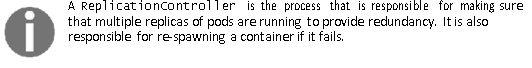 A ReplicationController is the process that is responsible for making sure
that multiple replicas of pods are running to provide redundancy. It is also
responsible for re-spawning a container if it fails.